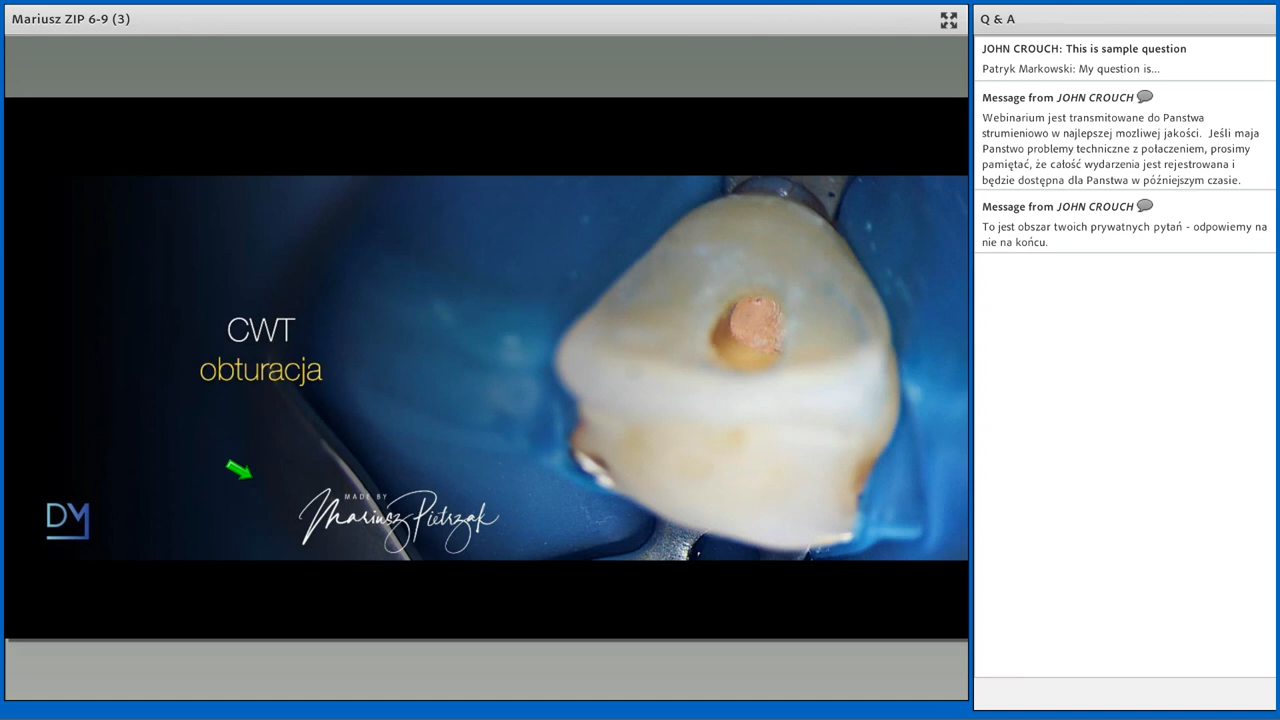 Mariusz ZIP 6-9 (3)
CWT
obturacja
MADE BY
Mariusz Pietrzak
DM
Q & A
JOHN CROUCH: This is sample question
Patryk Markowski: My question is...
Message from JOHN CROUCH
Webinarium jest transmitowane do Panstwa
strumieniowo w najlepszej mozliwej jakości.  Jeśli maja
Panstwo problemy techniczne z połaczeniem, prosimy
pamiętać, że całość wydarzenia jest rejestrowana i
będzie dostępna dla Panstwa w późniejszym czasie.
Message from JOHN CROUCH
To jest obszar twoich prywatnych pytań - odpowiemy na
nie na końcu.